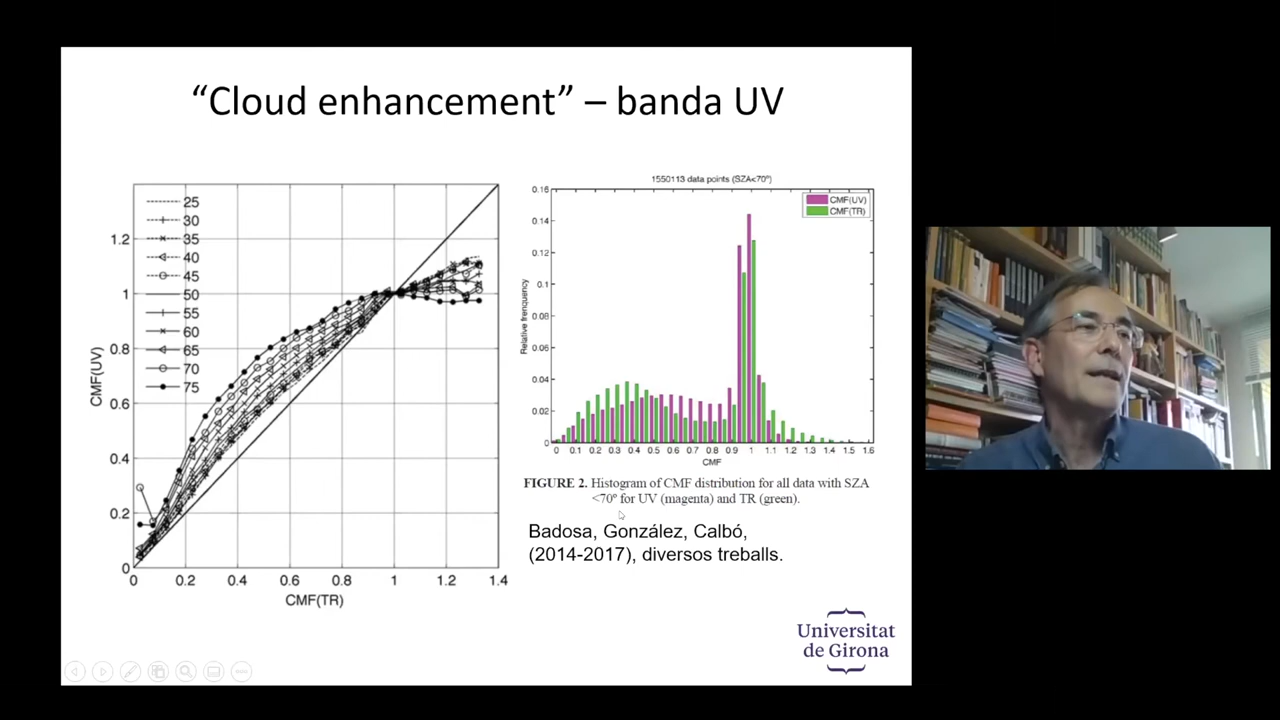 “Cloud enhancement” – banda UV
25
30
35
40
45
50
55
60
65
70
75
1.2
1
0.8
0.6
0.4
0.2
0
CMF(UV)
0 0.2 0.4 0.6 0.8 1 1.2 1.4
CMF(TR)
1550113 data points (SZA<70º)
CMF(UV)
CMF(TR)
0.16
0.14
0.12
0.1
0.08
0.06
0.04
0.02
0
Relative frenquency
0 0.1 0.2 0.3 0.4 0.5 0.6 0.7 0.8 0.9 1 1.1 1.2 1.3 1.4 1.5 1.6
CMF
FIGURE 2. Histogram of CMF distribution for all data with SZA
<70º for UV (magenta) and TR (green).
Badosa, González, Calbó,
(2014-2017), diversos treballs.
Universitat
de Girona